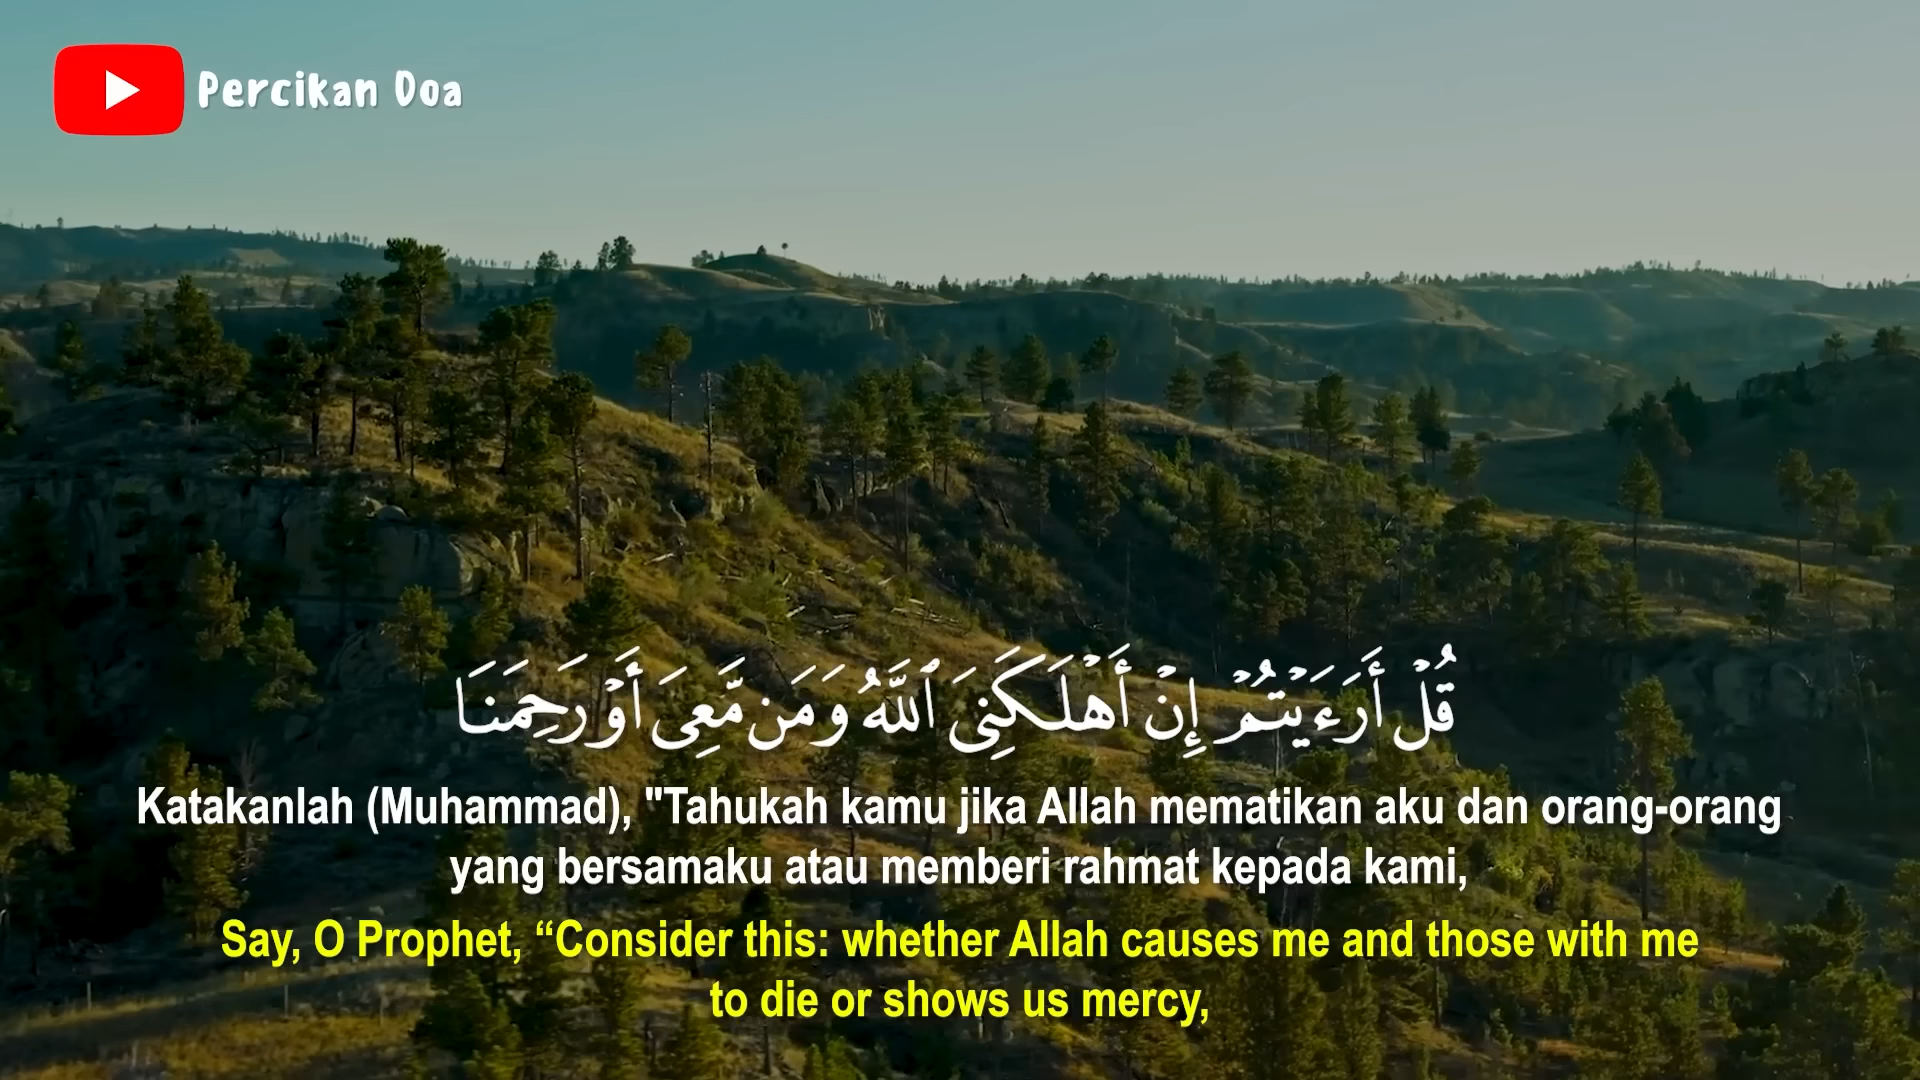 Percikan Doa
قُلْ أَرَءَيْتُمْ إِنْ أَهْلَكَنِىَ ٱللَّهُ وَمَن مَّعِىَ أَوْ رَحِمَنَا
Katakanlah (Muhammad), "Tahukah kamu jika Allah mematikan aku dan orang-orang
yang bersamaku atau memberi rahmat kepada kami,
Say, O Prophet, “Consider this: whether Allah causes me and those with me
to die or shows us mercy,